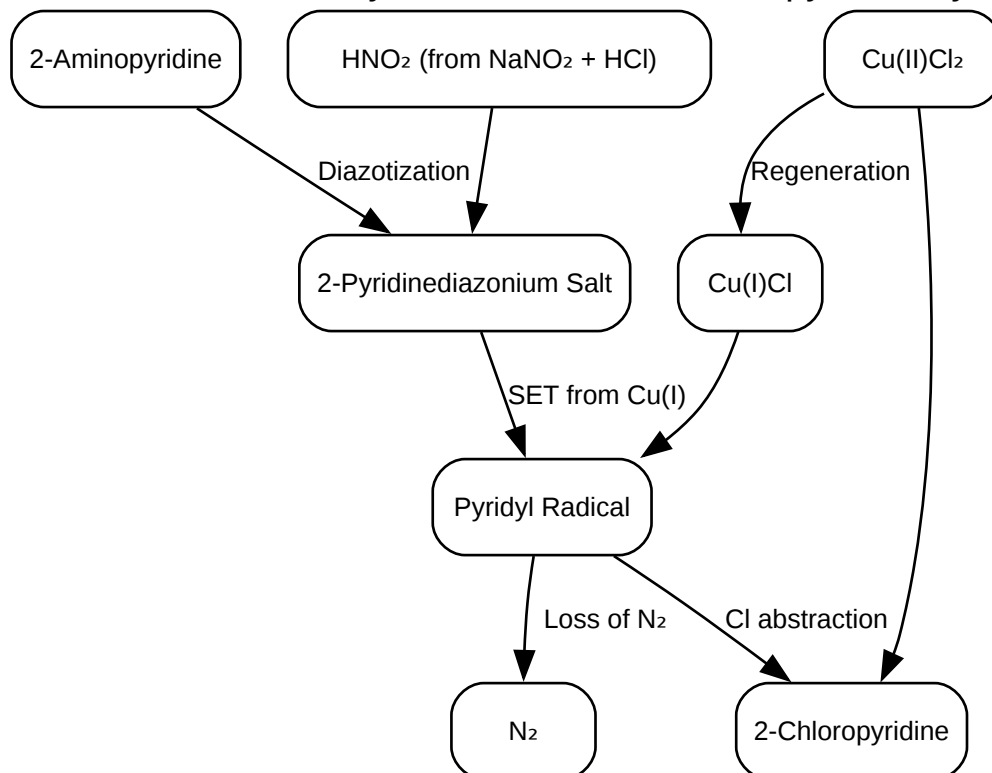 2-Aminopyridine
HNO₂ (from NaNO₂ + HCl)
Cu(II)Cl₂
Diazotization
Regeneration
2-Pyridinediazonium Salt
Cu(I)Cl
SET from Cu(I)
Pyridyl Radical
Loss of N₂
Cl abstraction
N₂
2-Chloropyridine